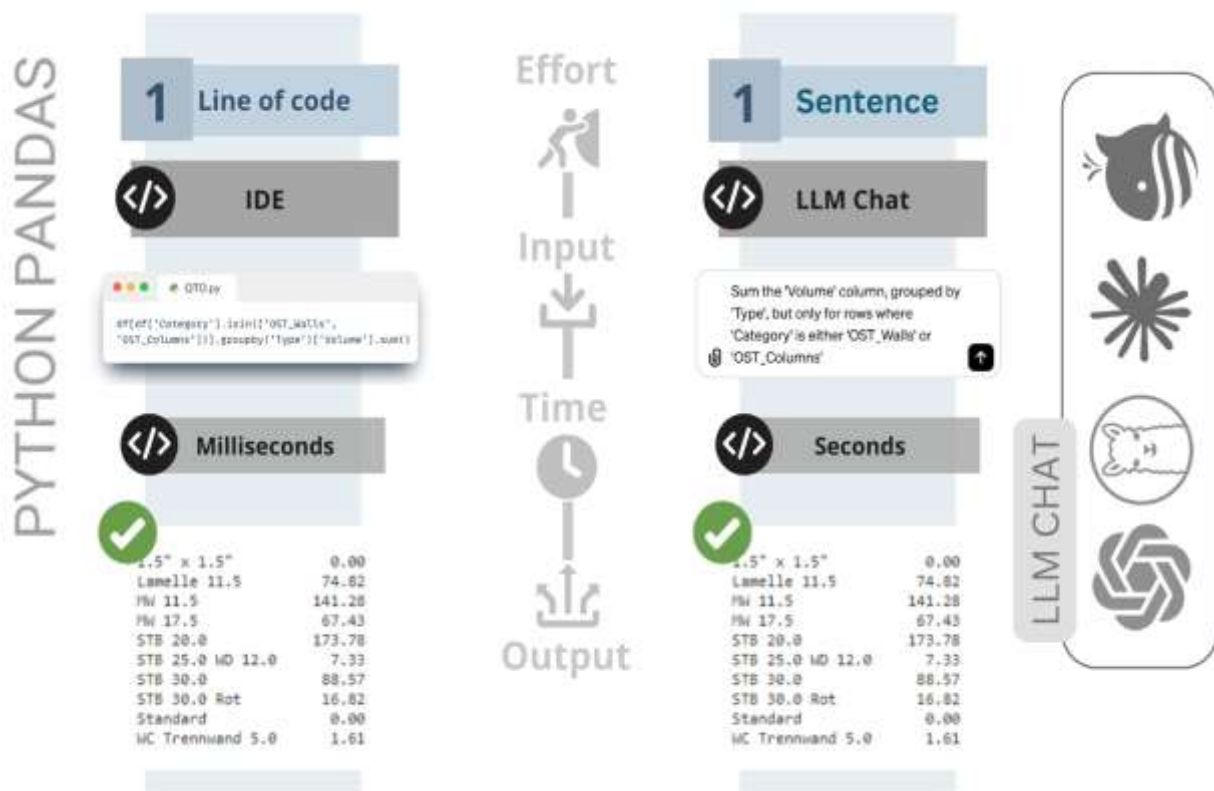 PYTHON PANDAS
1 Line of code
IDE
QTO.py
df[df['Category'].isin(['OST_Walls',
'OST_Columns'])].groupby('Type')['Volume'].sum()
Milliseconds
1.5" x 1.5" 0.00
Lamelle 11.5 74.82
MW 11.5 141.28
MW 17.5 67.43
STB 20.0 173.78
STB 25.0 WD 12.0 7.33
STB 30.0 88.57
STB 30.0 Rot 16.82
Standard 0.00
WC Trennwand 5.0 1.61
Effort
Input
Time
Output
1 Sentence
LLM Chat
Sum the 'Volume' column, grouped by
'Type', but only for rows where
'Category' is either 'OST_Walls' or
'OST_Columns'
Seconds
1.5" x 1.5" 0.00
Lamelle 11.5 74.82
MW 11.5 141.28
MW 17.5 67.43
STB 20.0 173.78
STB 25.0 WD 12.0 7.33
STB 30.0 88.57
STB 30.0 Rot 16.82
Standard 0.00
WC Trennwand 5.0 1.61
LLM CHAT